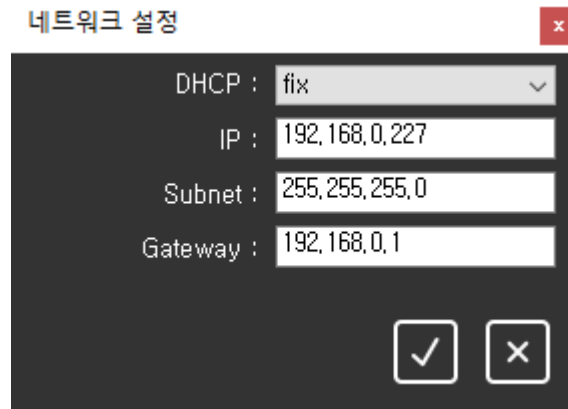 네트워크 설정
x
DHCP : fix
IP : 192.168.0.227
Subnet : 255.255.255.0
Gateway : 192.168.0.1